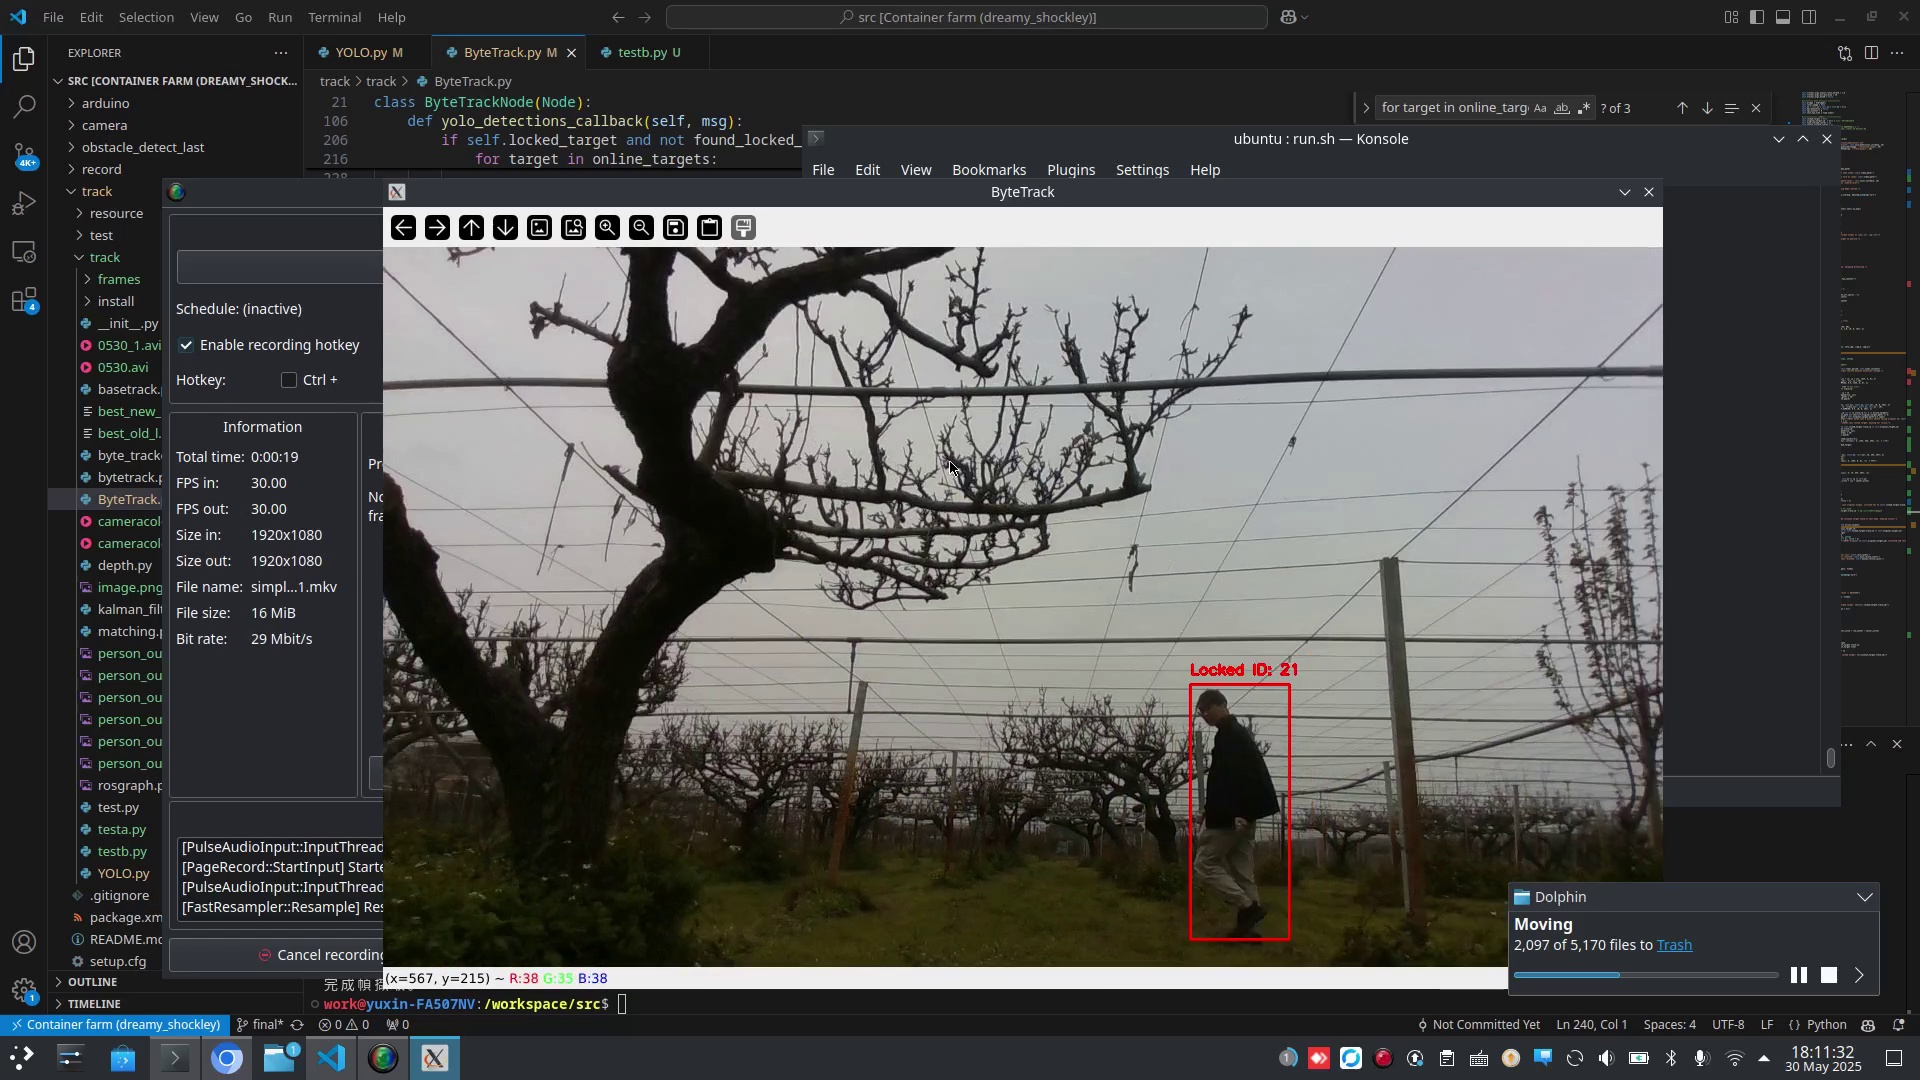 File Edit Selection View Go Run Terminal Help
src [Container farm (dreamy_shockley)]
EXPLORER
SRC [CONTAINER FARM (DREAMY_SHOCK...
arduino
camera
obstacle_detect_last
record
track
resource
test
track
frames
install
__init__.py
0530_1.avi
0530.avi
basetrack.
best_new_
best_old_l.
byte_track
bytetrack.p
ByteTrack.
cameracol
cameracol
depth.py
image.png
kalman_fil
matching.p
person_ou
person_ou
person_ou
person_ou
person_ou
person_ou
rosgraph.p
test.py
testa.py
testb.py
YOLO.py
.gitignore
package.xm
README.md
setup.cfg
OUTLINE
TIMELINE
4K+
4
1
YOLO.py M
ByteTrack.py M
testb.py U
track > track > ByteTrack.py
21 class ByteTrackNode(Node):
106 def yolo_detections_callback(self, msg):
206 if self.locked_target and not found_locked_
216 for target in online_targets:
228
for target in online_targ Aa ab ? of 3
ubuntu : run.sh — Konsole
File Edit View Bookmarks Plugins Settings Help
Schedule: (inactive)
Enable recording hotkey
Hotkey: Ctrl +
Information
Total time: 0:00:19
FPS in: 30.00
FPS out: 30.00
Size in: 1920x1080
Size out: 1920x1080
File name: simpl...1.mkv
File size: 16 MiB
Bit rate: 29 Mbit/s
Pr
No
fra
[PulseAudioInput::InputThread
[PageRecord::StartInput] Starte
[PulseAudioInput::InputThread
[FastResampler::Resample] Res
Cancel recording
ByteTrack
Locked ID: 21
(x=567, y=215) ~ R:38 G:35 B:38
work@yuxin-FA507NV:/workspace/src$
Dolphin
Moving
2,097 of 5,170 files to Trash
Container farm (dreamy_shockley) final* 0 0 0
Not Committed Yet Ln 240, Col 1 Spaces: 4 UTF-8 LF {} Python
1
1
18:11:32
30 May 2025